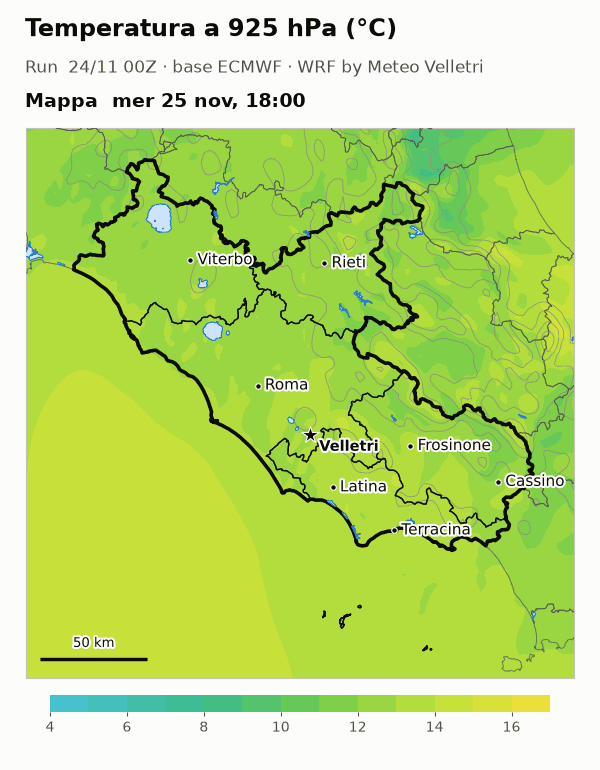 Temperatura a 925 hPa (°C)
Run  24/11 00Z · base ECMWF · WRF by Meteo Velletri
Mappa  mer 25 nov, 18:00
Viterbo
Rieti
Roma
Velletri
Frosinone
Latina
Cassino
Terracina
50 km
4 6 8 10 12 14 16